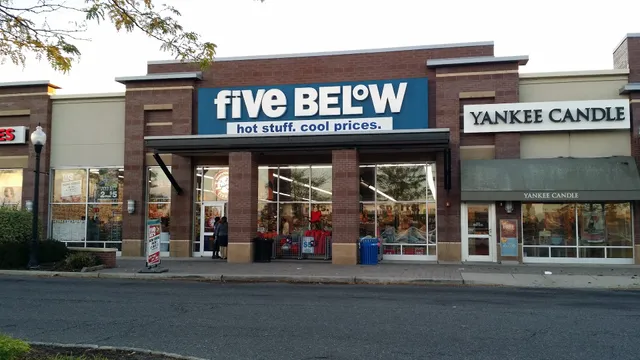 five BELOW
hot stuff. cool prices.
YANKEE CANDLE
YANKEE CANDLE